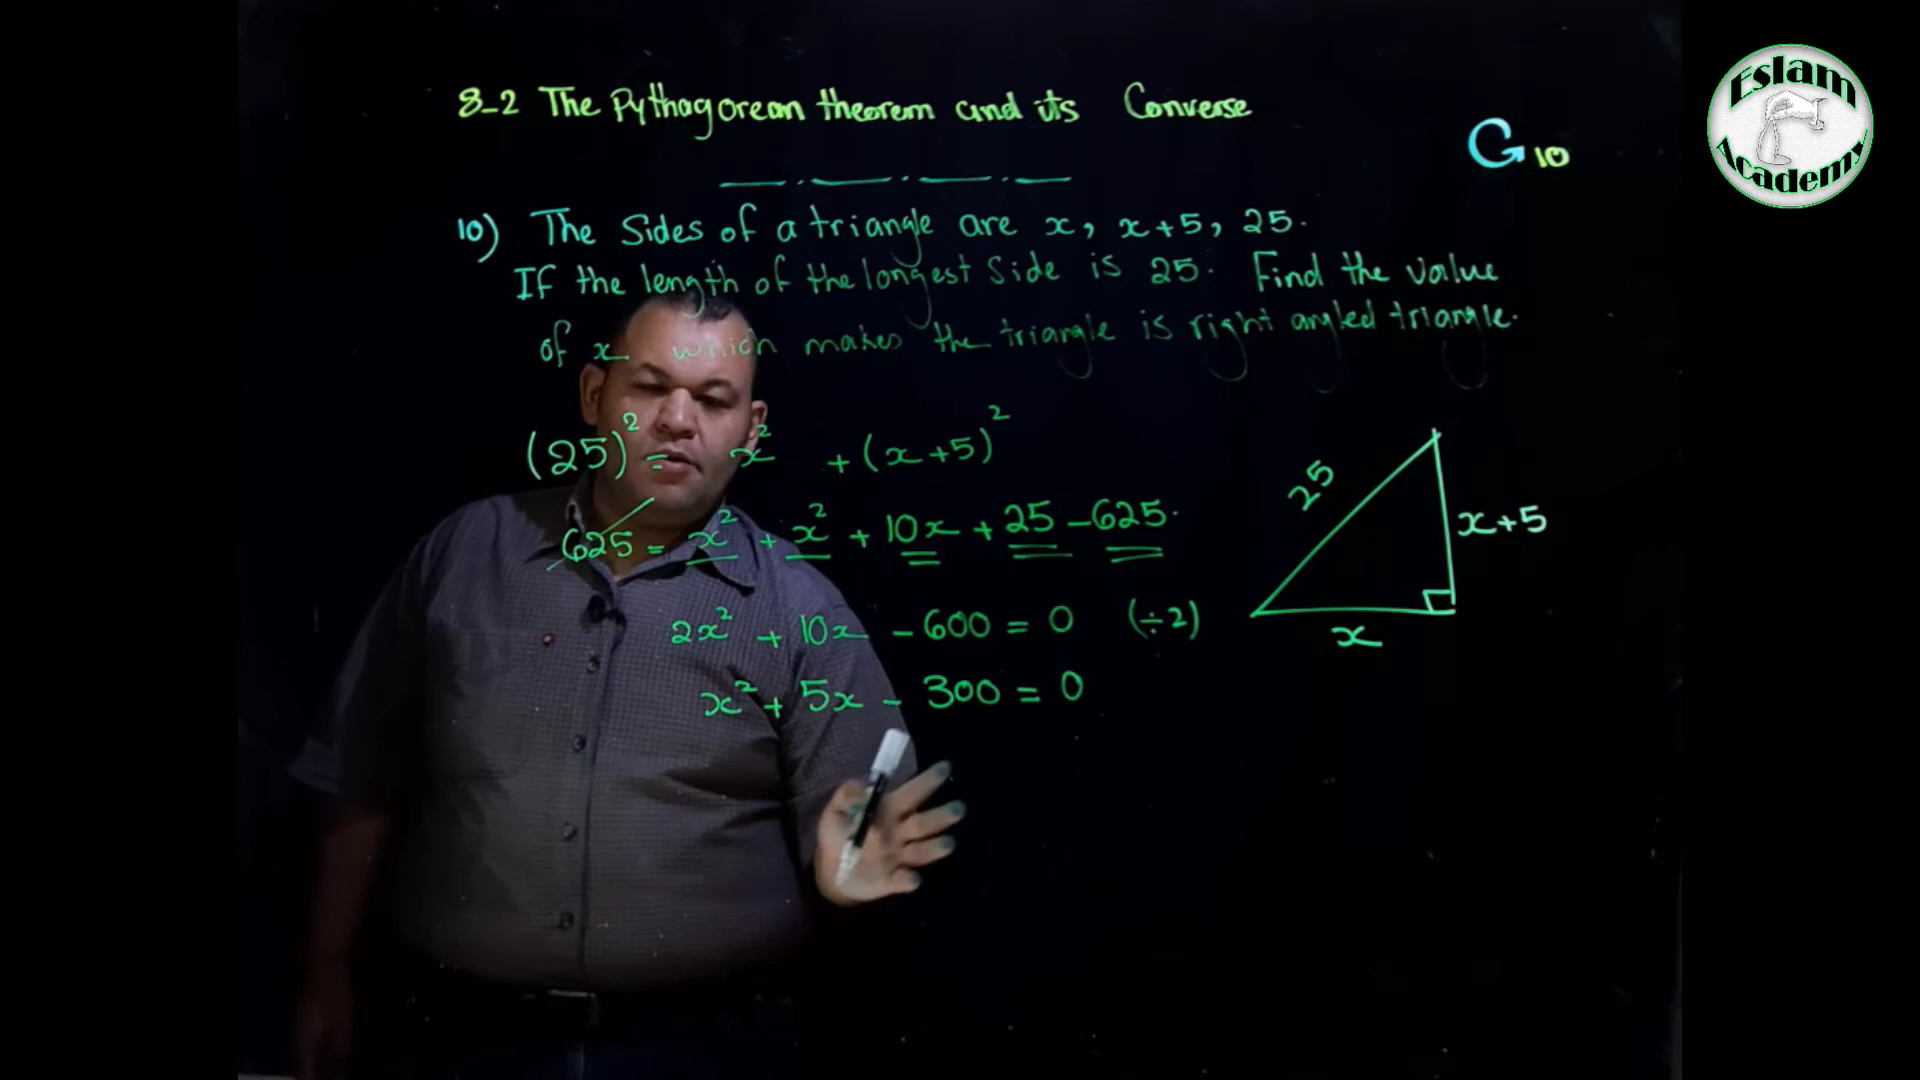 Eslam
Academy
8-2 The Pythagorean theorem and its Converse
G10
10) The Sides of a triangle are x, x+5, 25.
If the length of the longest Side is 25. Find the value
of x which makes the triangle is right angled triangle.
(25)² = x² + (x+5)²
625 = x² + x² + 10x + 25 - 625.
2x² + 10x - 600 = 0 (÷2)
x² + 5x - 300 = 0
25
x+5
x